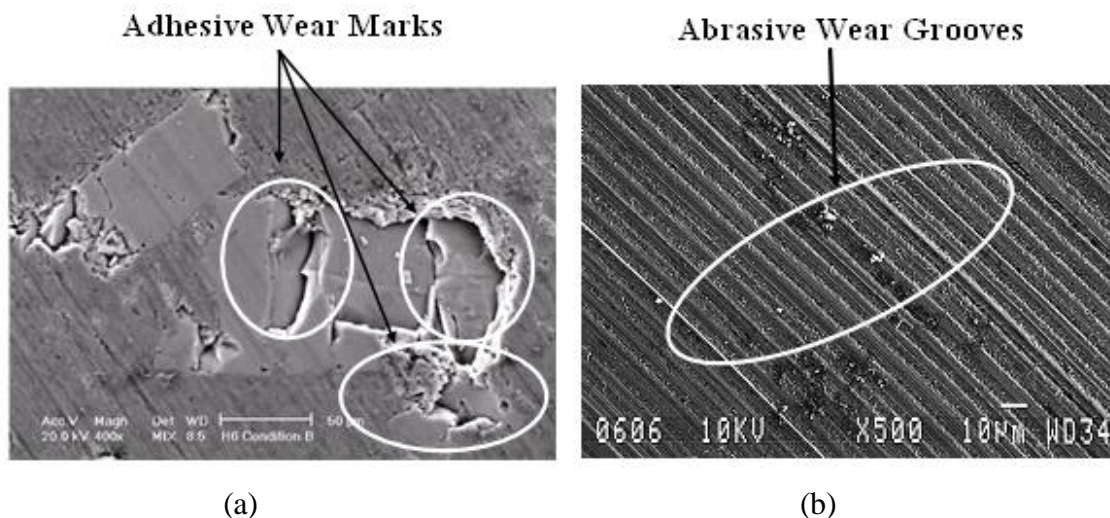 Adhesive Wear Marks
Abrasive Wear Grooves
Acc.V Magn Det WD 50 µm
20.0 kV 400x MIX 8.5 H6 Condition B
0606 10KV X500 10µm WD34
(a)
(b)